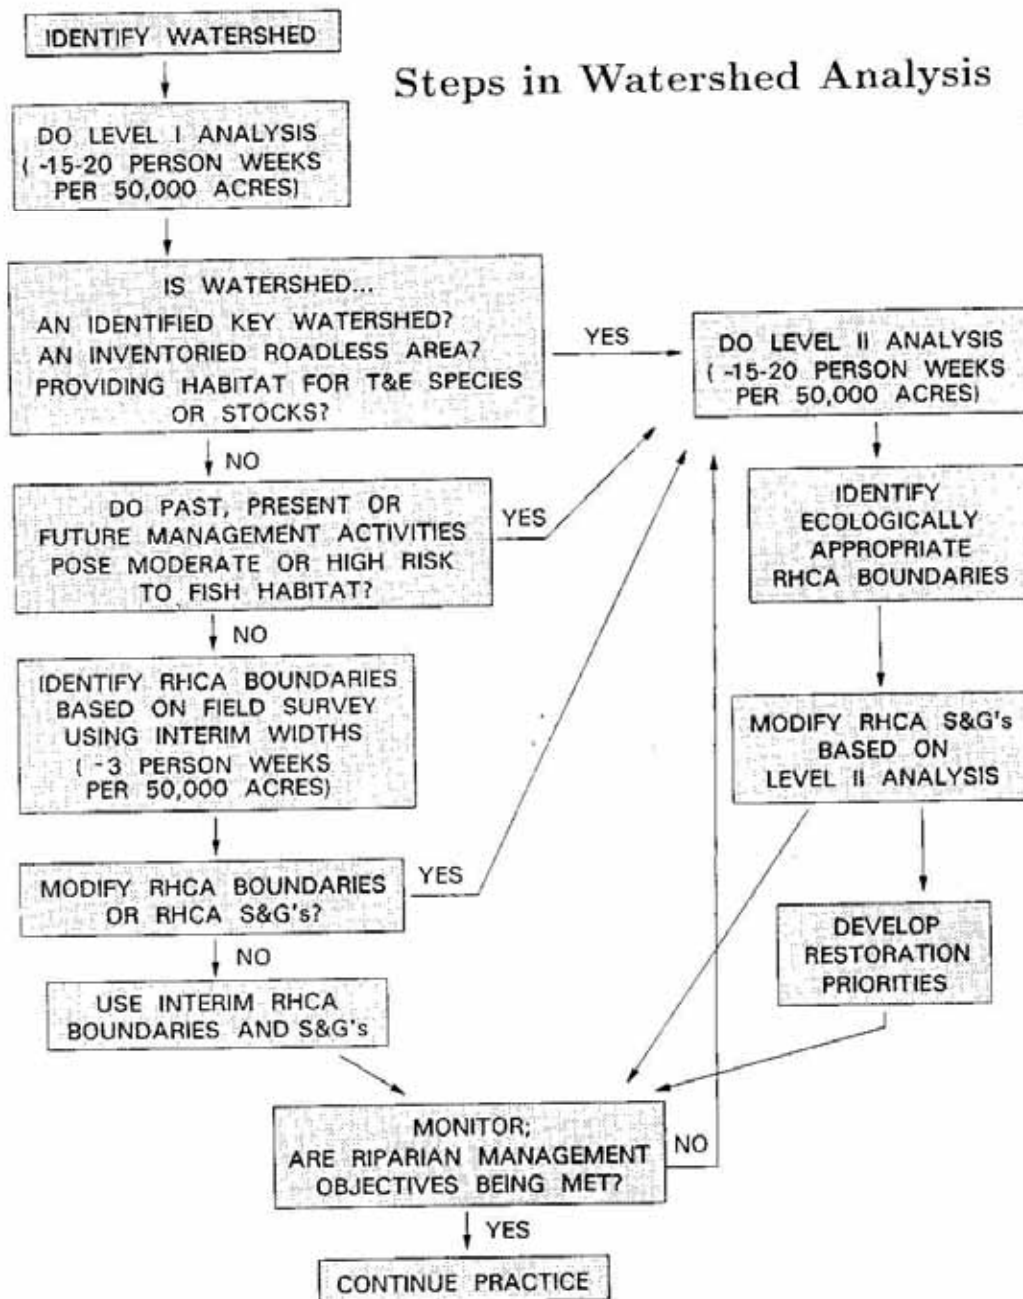 Steps in Watershed Analysis
IDENTIFY WATERSHED
DO LEVEL I ANALYSIS
( -15-20 PERSON WEEKS
PER 50,000 ACRES)
IS WATERSHED...
AN IDENTIFIED KEY WATERSHED?
AN INVENTORIED ROADLESS AREA?
PROVIDING HABITAT FOR T&E SPECIES
OR STOCKS?
YES
DO LEVEL II ANALYSIS
( -15-20 PERSON WEEKS
PER 50,000 ACRES)
NO
DO PAST, PRESENT OR
FUTURE MANAGEMENT ACTIVITIES
POSE MODERATE OR HIGH RISK
TO FISH HABITAT?
YES
IDENTIFY
ECOLOGICALLY
APPROPRIATE
RHCA BOUNDARIES
NO
IDENTIFY RHCA BOUNDARIES
BASED ON FIELD SURVEY
USING INTERIM WIDTHS
( -3 PERSON WEEKS
PER 50,000 ACRES)
MODIFY RHCA S&G's
BASED ON
LEVEL II ANALYSIS
MODIFY RHCA BOUNDARIES
OR RHCA S&G's?
YES
DEVELOP
RESTORATION
PRIORITIES
NO
USE INTERIM RHCA
BOUNDARIES AND S&G's
MONITOR;
ARE RIPARIAN MANAGEMENT
OBJECTIVES BEING MET?
NO
YES
CONTINUE PRACTICE